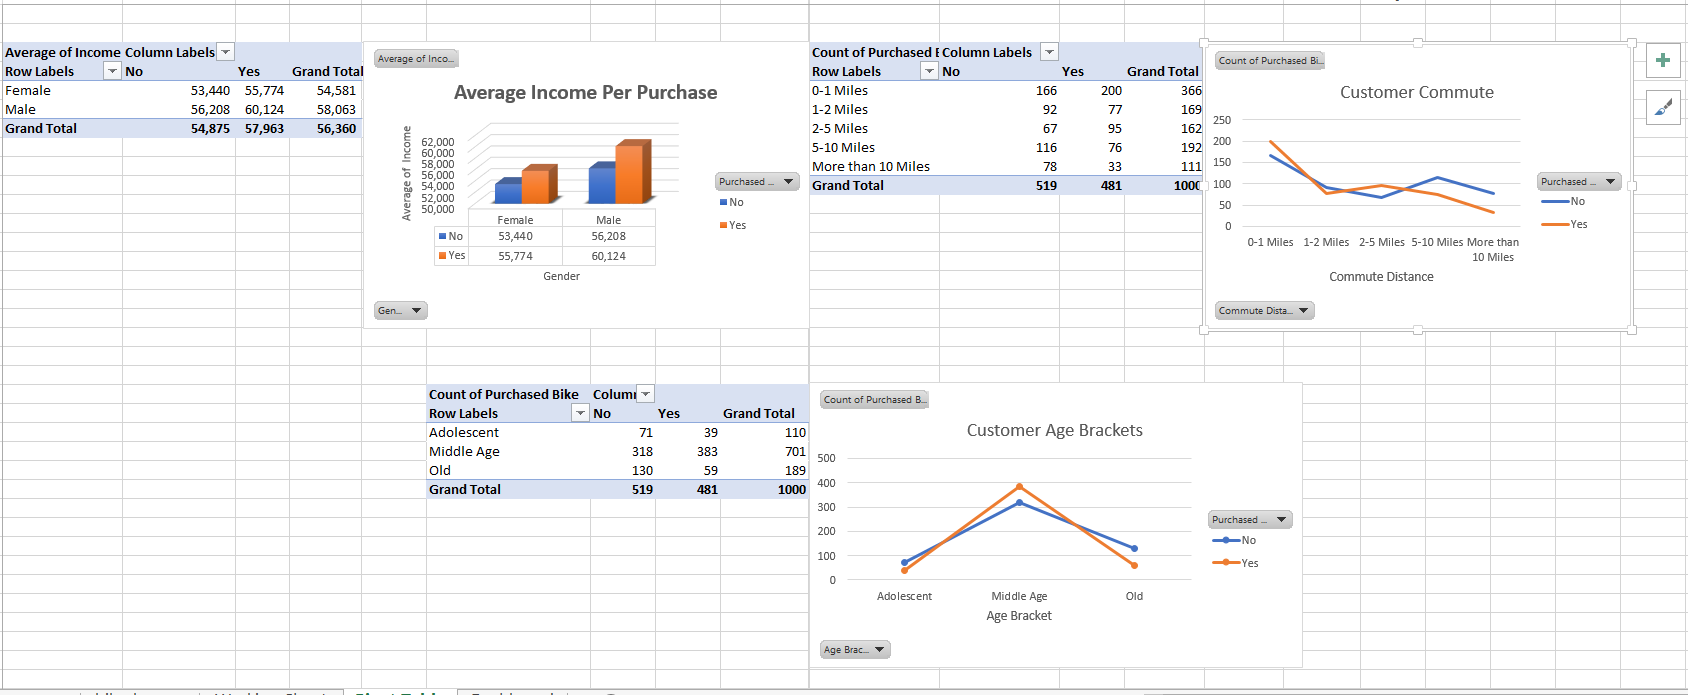 Average of Income Column Labels
Row Labels No Yes Grand Total
Female 53,440 55,774 54,581
Male 56,208 60,124 58,063
Grand Total 54,875 57,963 56,360
Average of Inco...
Average Income Per Purchase
Average of Income
62,000
60,000
58,000
56,000
54,000
52,000
50,000
Female Male
No 53,440 56,208
Yes 55,774 60,124
Gender
Purchased ...
No
Yes
Gen...
Count of Purchased Column Labels
Row Labels No Yes Grand Total
0-1 Miles 166 200 366
1-2 Miles 92 77 169
2-5 Miles 67 95 162
5-10 Miles 116 76 192
More than 10 Miles 78 33 111
Grand Total 519 481 1000
Count of Purchased Bi...
Customer Commute
250
200
150
100
50
0
0-1 Miles 1-2 Miles 2-5 Miles 5-10 Miles More than
10 Miles
Commute Distance
Purchased ...
No
Yes
Commute Dista...
Count of Purchased Bike Colum
Row Labels No Yes Grand Total
Adolescent 71 39 110
Middle Age 318 383 701
Old 130 59 189
Grand Total 519 481 1000
Count of Purchased B...
Customer Age Brackets
500
400
300
200
100
0
Adolescent Middle Age Old
Age Bracket
Purchased ...
No
Yes
Age Brac...